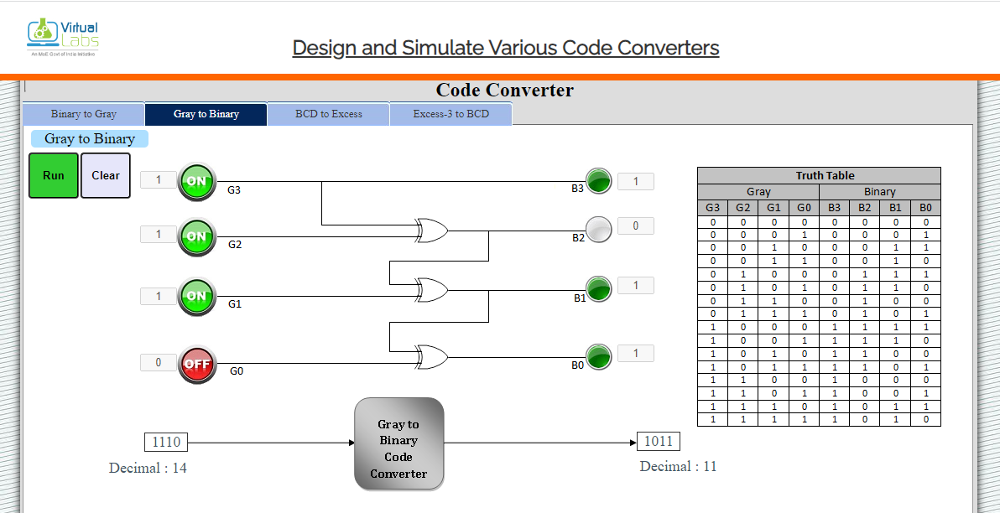 Virtual
Labs
An MoE Govt of India Initiative
Design and Simulate Various Code Converters
Code Converter
Binary to Gray Gray to Binary BCD to Excess Excess-3 to BCD
Gray to Binary
Run Clear
1 ON G3 B3 1
1 ON G2 B2 0
1 ON G1 B1 1
0 OFF G0 B0 1
Truth Table
Gray Binary
G3 G2 G1 G0 B3 B2 B1 B0
0 0 0 0 0 0 0 0
0 0 0 1 0 0 0 1
0 0 1 0 0 0 1 1
0 0 1 1 0 0 1 0
0 1 0 0 0 1 1 1
0 1 0 1 0 1 1 0
0 1 1 0 0 1 0 0
0 1 1 1 0 1 0 1
1 0 0 0 1 1 1 1
1 0 0 1 1 1 1 0
1 0 1 0 1 1 0 0
1 0 1 1 1 1 0 1
1 1 0 0 1 0 0 0
1 1 0 1 1 0 0 1
1 1 1 0 1 0 1 1
1 1 1 1 1 0 1 0
1110
Decimal : 14
Gray to
Binary
Code
Converter
1011
Decimal : 11